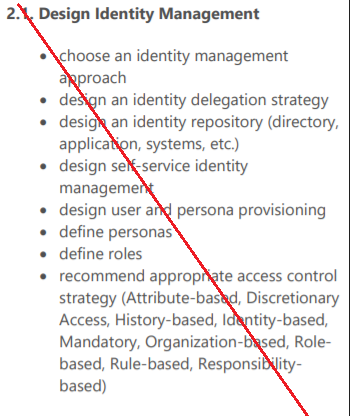 2.1. Design Identity Management
• choose an identity management
approach
• design an identity delegation strategy
• design an identity repository (directory,
application, systems, etc.)
• design self-service identity
management
• design user and persona provisioning
• define personas
• define roles
• recommend appropriate access control
strategy (Attribute-based, Discretionary
Access, History-based, Identity-based,
Mandatory, Organization-based, Role-
based, Rule-based, Responsibility-
based)